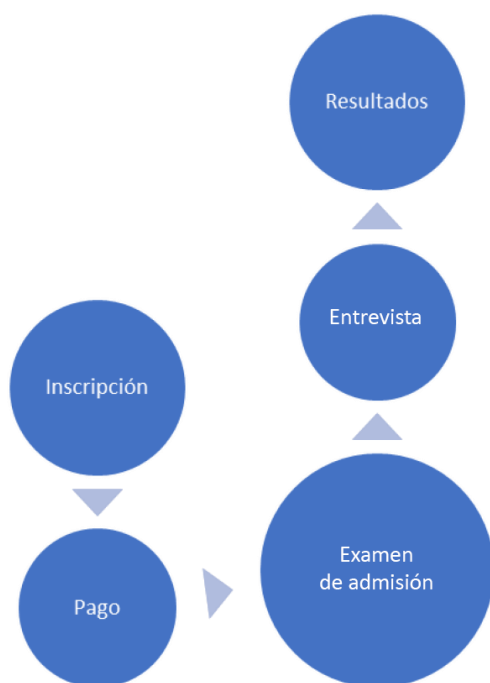 Inscripción
Pago
Examen
de admisión
Entrevista
Resultados